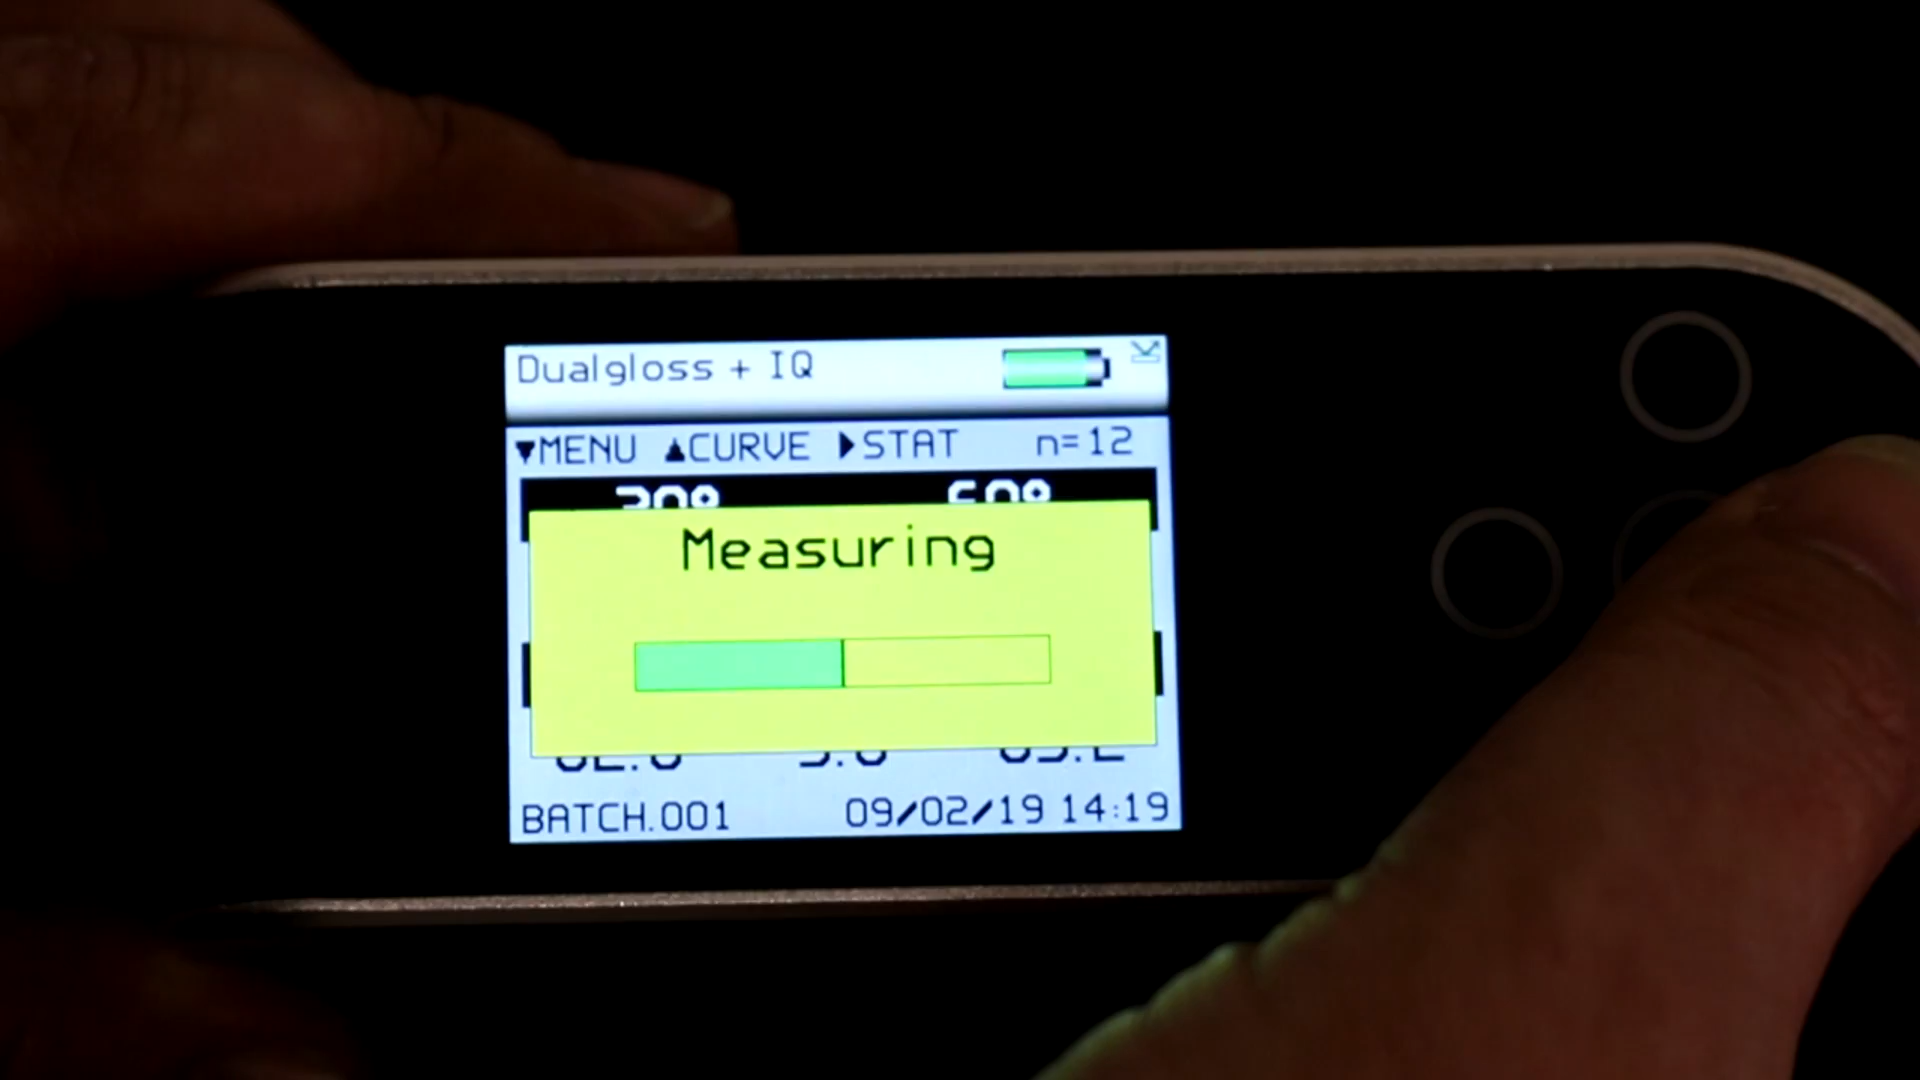 Dualgloss + IQ
▼MENU ▲CURVE ▶STAT n=12
Measuring
BATCH.001 09/02/19 14:19